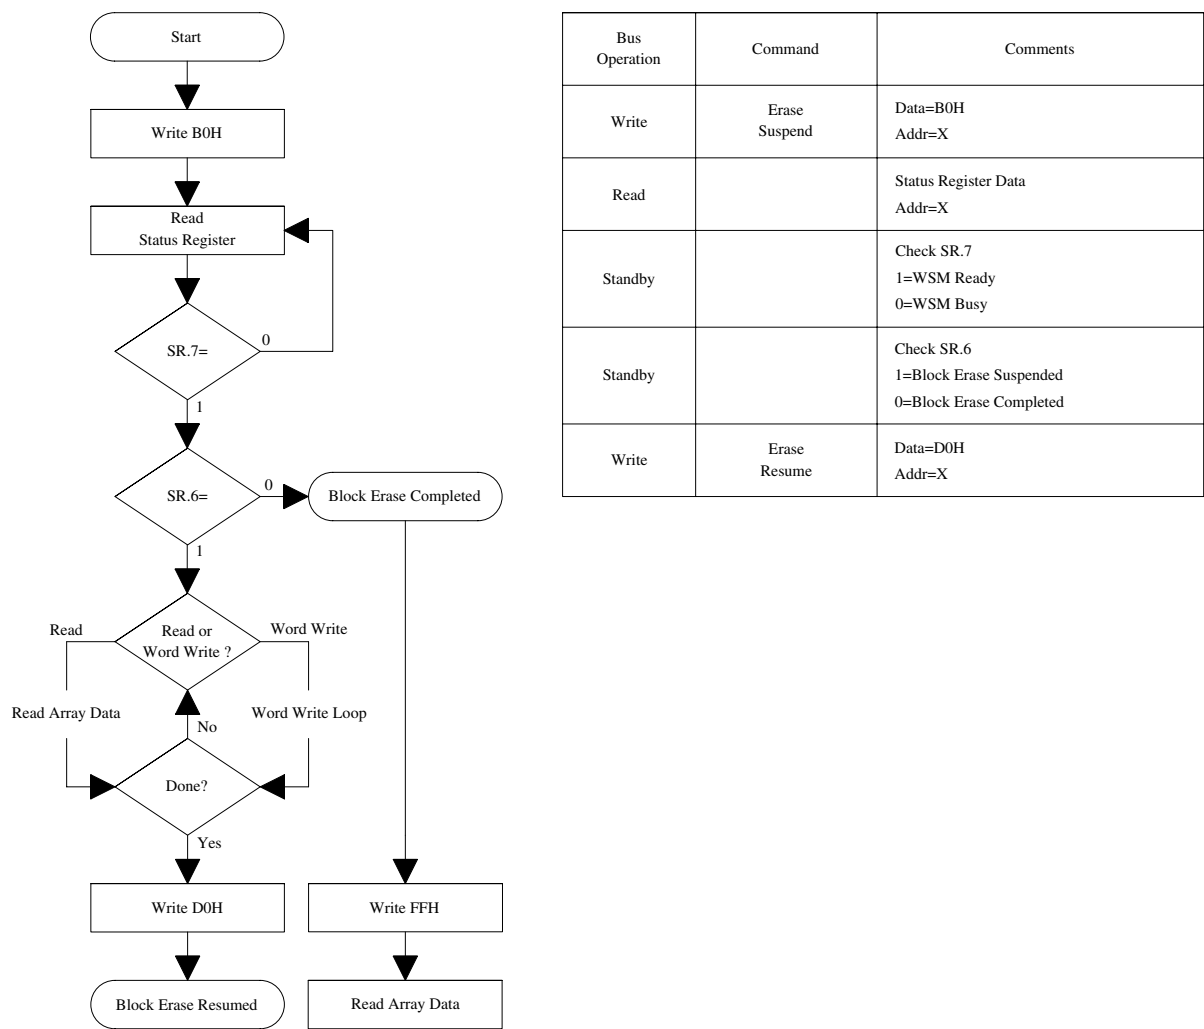 Start
Write B0H
Read
Status Register
SR.7=
0
1
SR.6=
0
Block Erase Completed
1
Read
Read or
Word Write ?
Word Write
Read Array Data
Word Write Loop
No
Done?
Yes
Write D0H
Write FFH
Block Erase Resumed
Read Array Data
Bus
Operation
Command
Comments
Write
Erase
Suspend
Data=B0H
Addr=X
Read
Status Register Data
Addr=X
Standby
Check SR.7
1=WSM Ready
0=WSM Busy
Standby
Check SR.6
1=Block Erase Suspended
0=Block Erase Completed
Write
Erase
Resume
Data=D0H
Addr=X